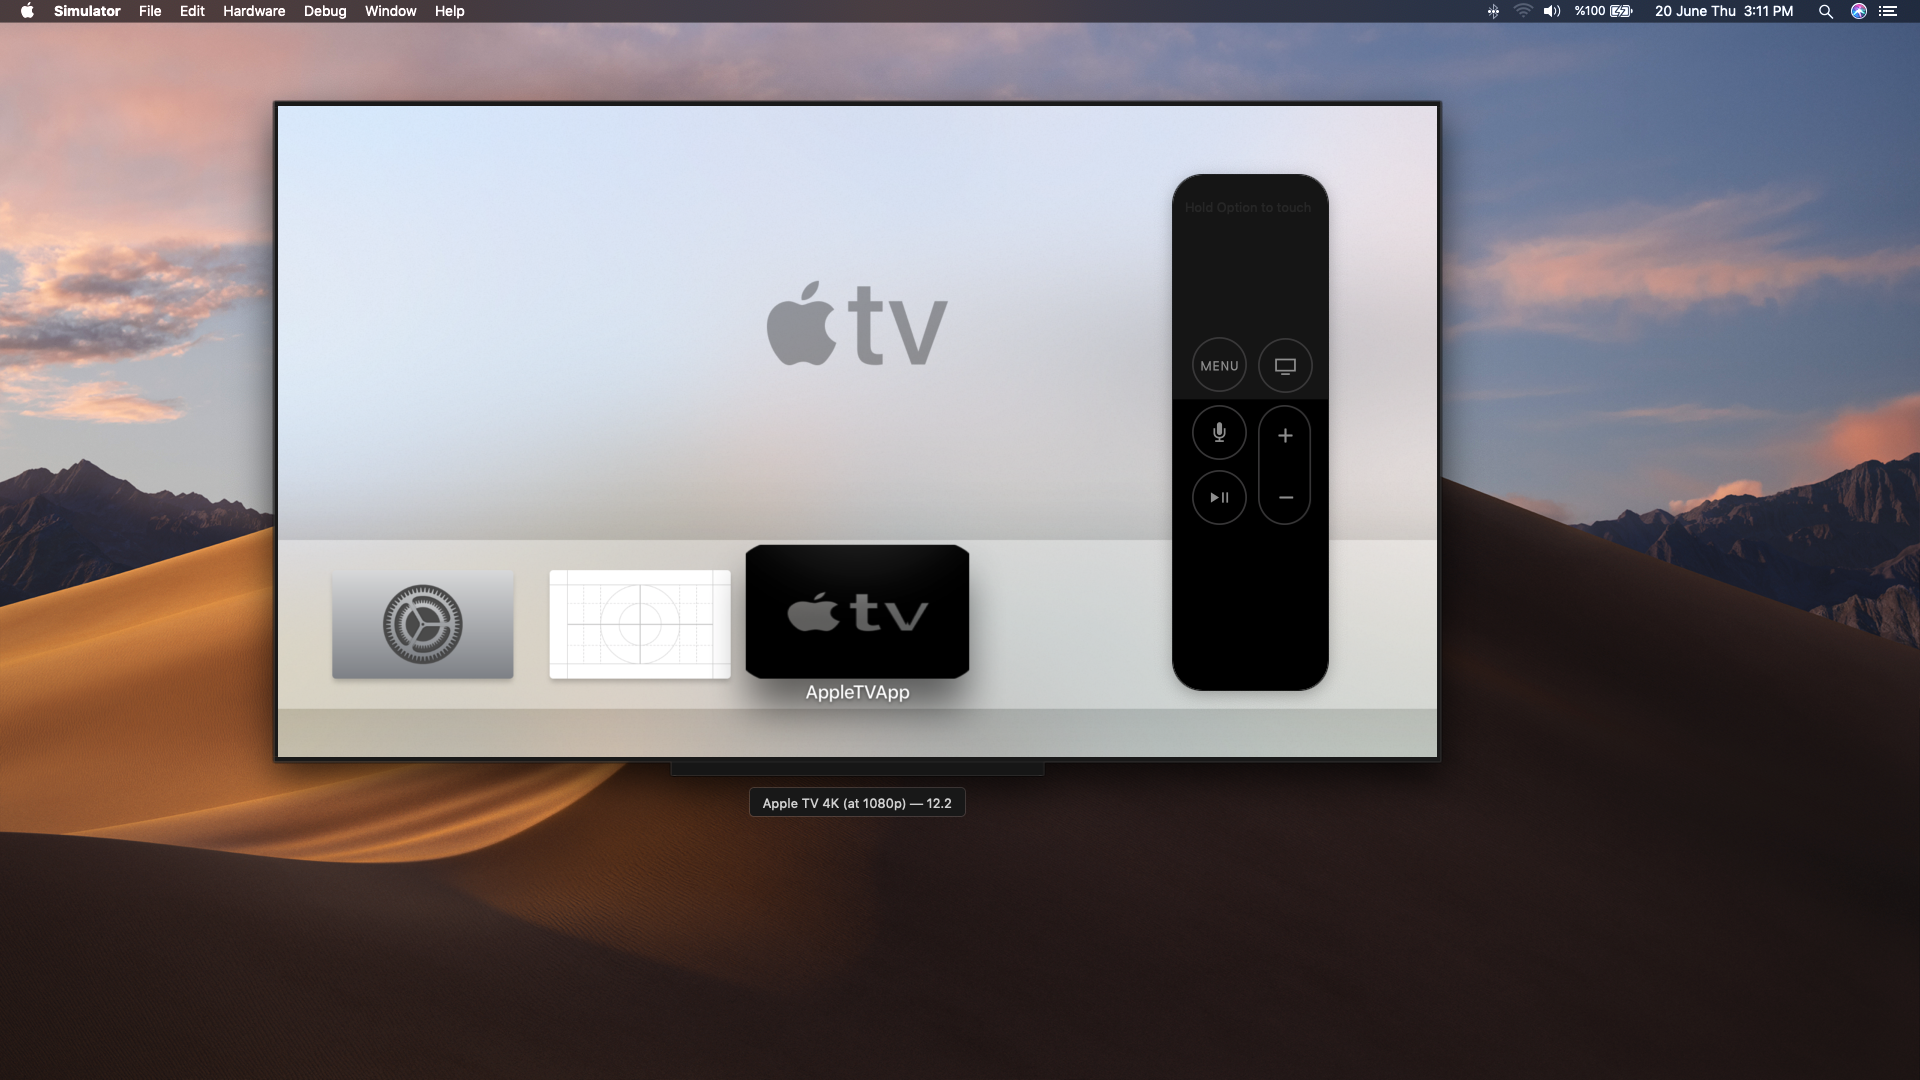 Simulator File Edit Hardware Debug Window Help %100 20 June Thu 3:11 PM
tv
Hold Option to touch
MENU
tv
AppleTVApp
Apple TV 4K (at 1080p) — 12.2